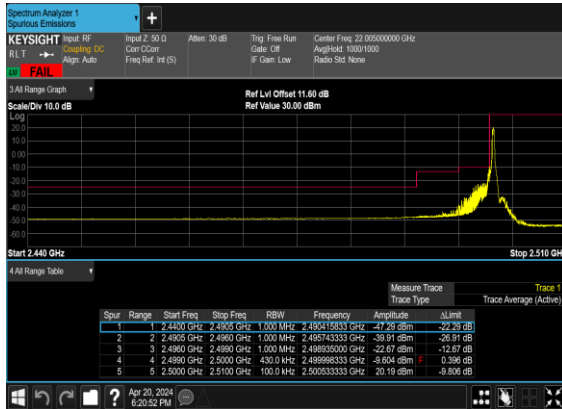 Spectrum Analyzer 1
Spurious Emissions
KEYSIGHT Input: RF Input Z: 50 Ω Atten: 30 dB Trig: Free Run Center Freq: 22.005000000 GHz
RLT Coupling: DC Corr CCorr Gate: Off Avg|Hold: 1000/1000
Align: Auto Freq Ref: Int (S) IF Gain: Low Radio Std: None
FAIL
3 All Range Graph
Ref Lvl Offset 11.60 dB
Scale/Div 10.0 dB Ref Value 30.00 dBm
Log
20.0
10.0
0.00
-10.0
-20.0
-30.0
-40.0
-50.0
-60.0
Start 2.440 GHz Stop 2.510 GH
4 All Range Table
Measure Trace Trace 1
Trace Type Trace Average (Active)
Spur Range Start Freq Stop Freq RBW Frequency Amplitude ΔLimit
1 1 2.4400 GHz 2.4905 GHz 1.000 MHz 2.490415833 GHz -47.29 dBm -22.29 dB
2 2 2.4905 GHz 2.4960 GHz 1.000 MHz 2.495743333 GHz -39.91 dBm -26.91 dB
3 3 2.4960 GHz 2.4990 GHz 1.000 MHz 2.498935000 GHz -22.67 dBm -12.67 dB
4 4 2.4990 GHz 2.5000 GHz 430.0 kHz 2.499998333 GHz -9.604 dBm F 0.396 dB
5 5 2.5000 GHz 2.5100 GHz 100.0 kHz 2.500533333 GHz 20.19 dBm -9.806 dB
Apr 20, 2024
6:20:52 PM